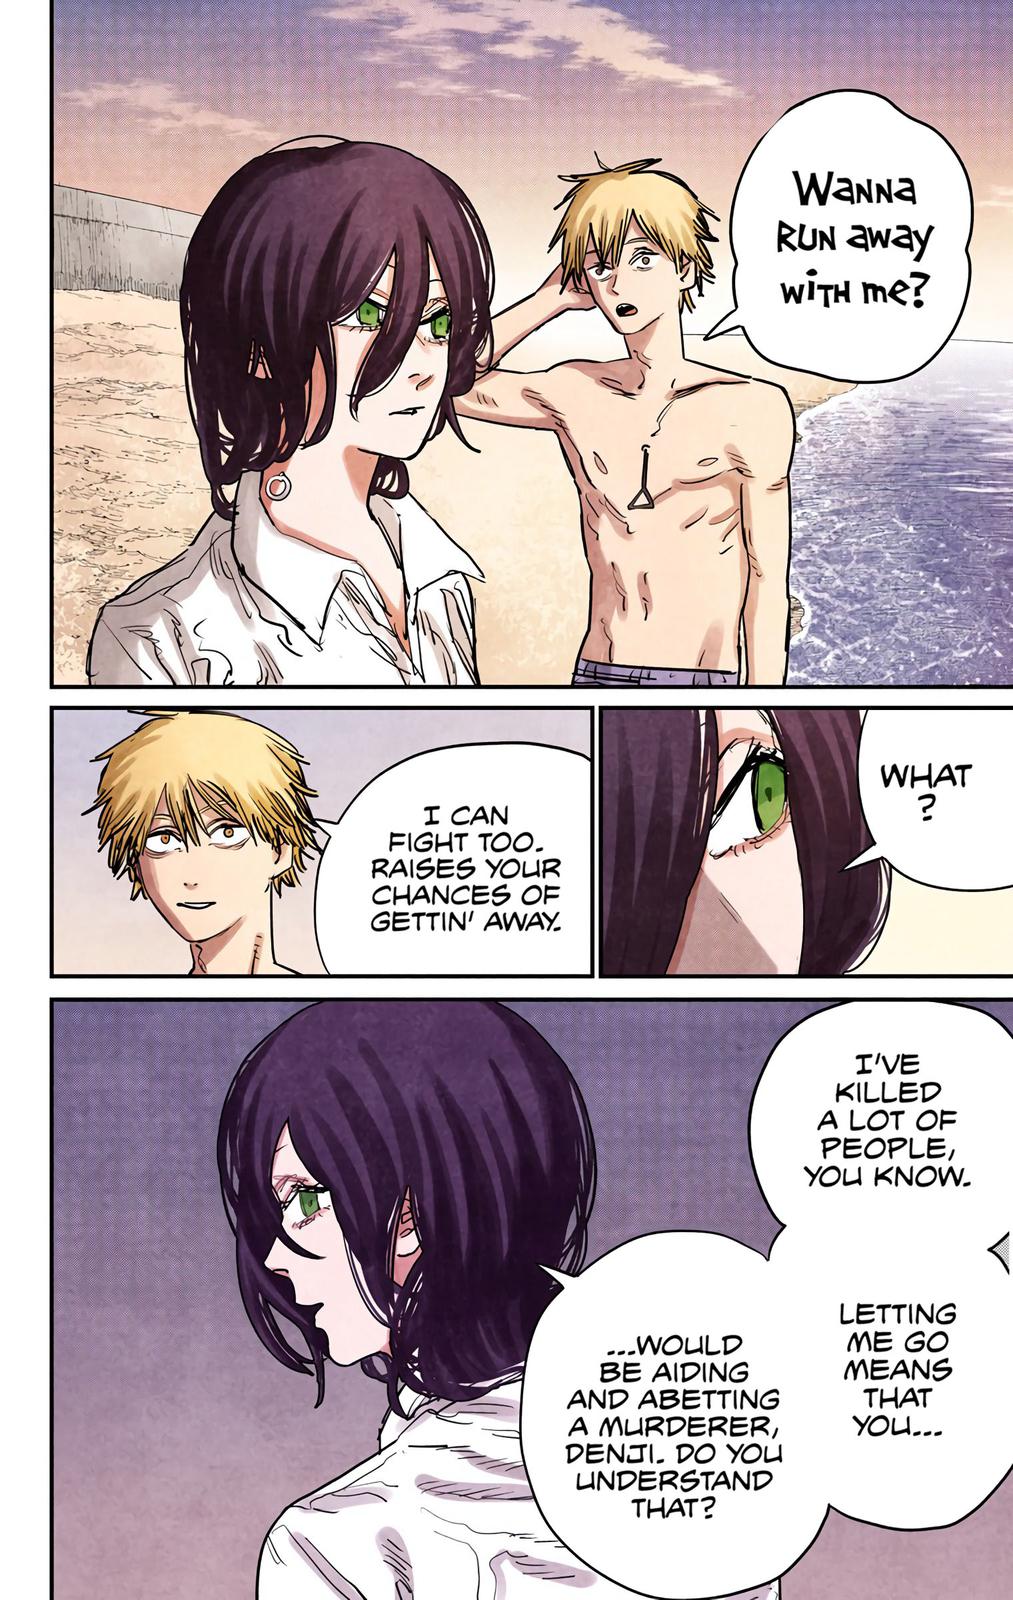 WANNA
RUN AWAY
WITH ME?
WHAT
?
I CAN
FIGHT TOO.
RAISES YOUR
CHANCES OF
GETTIN' AWAY.
I'VE
KILLED
A LOT OF
PEOPLE,
YOU KNOW.
LETTING
ME GO
MEANS
THAT
YOU...
...WOULD
BE AIDING
AND ABETTING
A MURDERER,
DENJI. DO YOU
UNDERSTAND
THAT?